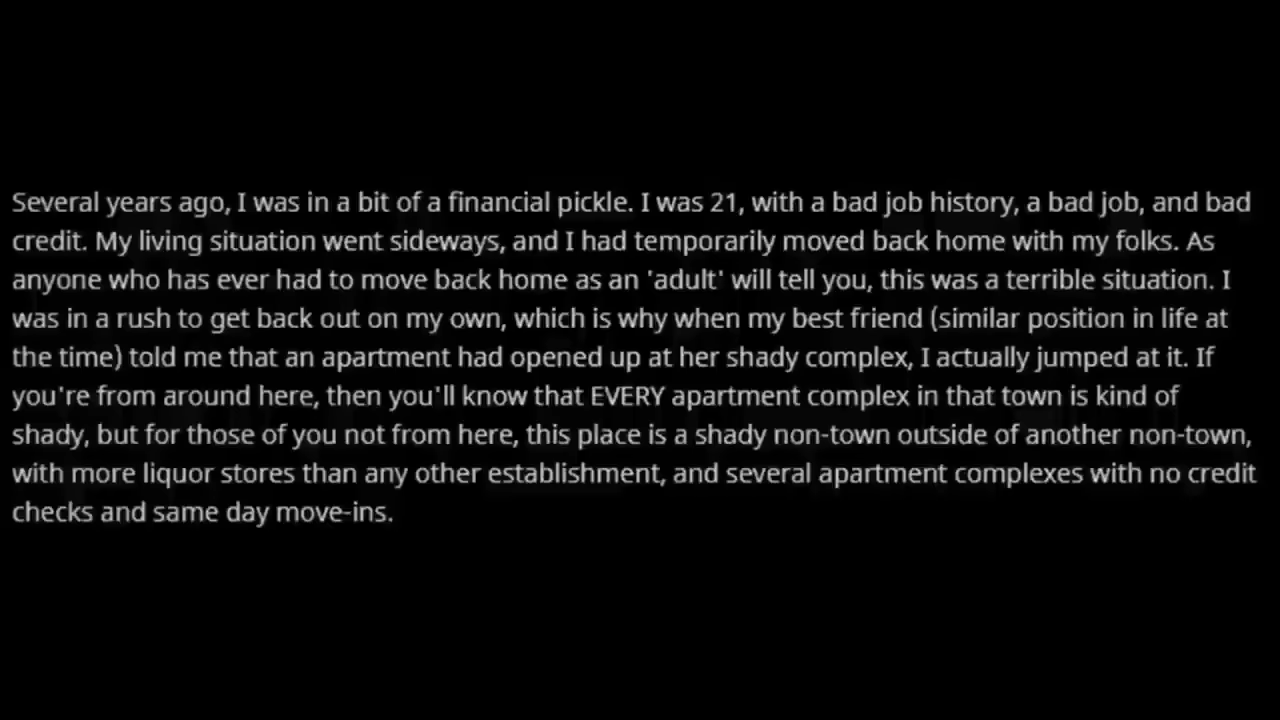 Several years ago, I was in a bit of a financial pickle. I was 21, with a bad job history, a bad job, and bad
credit. My living situation went sideways, and I had temporarily moved back home with my folks. As
anyone who has ever had to move back home as an 'adult' will tell you, this was a terrible situation. I
was in a rush to get back out on my own, which is why when my best friend (similar position in life at
the time) told me that an apartment had opened up at her shady complex, I actually jumped at it. If
you're from around here, then you'll know that EVERY apartment complex in that town is kind of
shady, but for those of you not from here, this place is a shady non-town outside of another non-town,
with more liquor stores than any other establishment, and several apartment complexes with no credit
checks and same day move-ins.